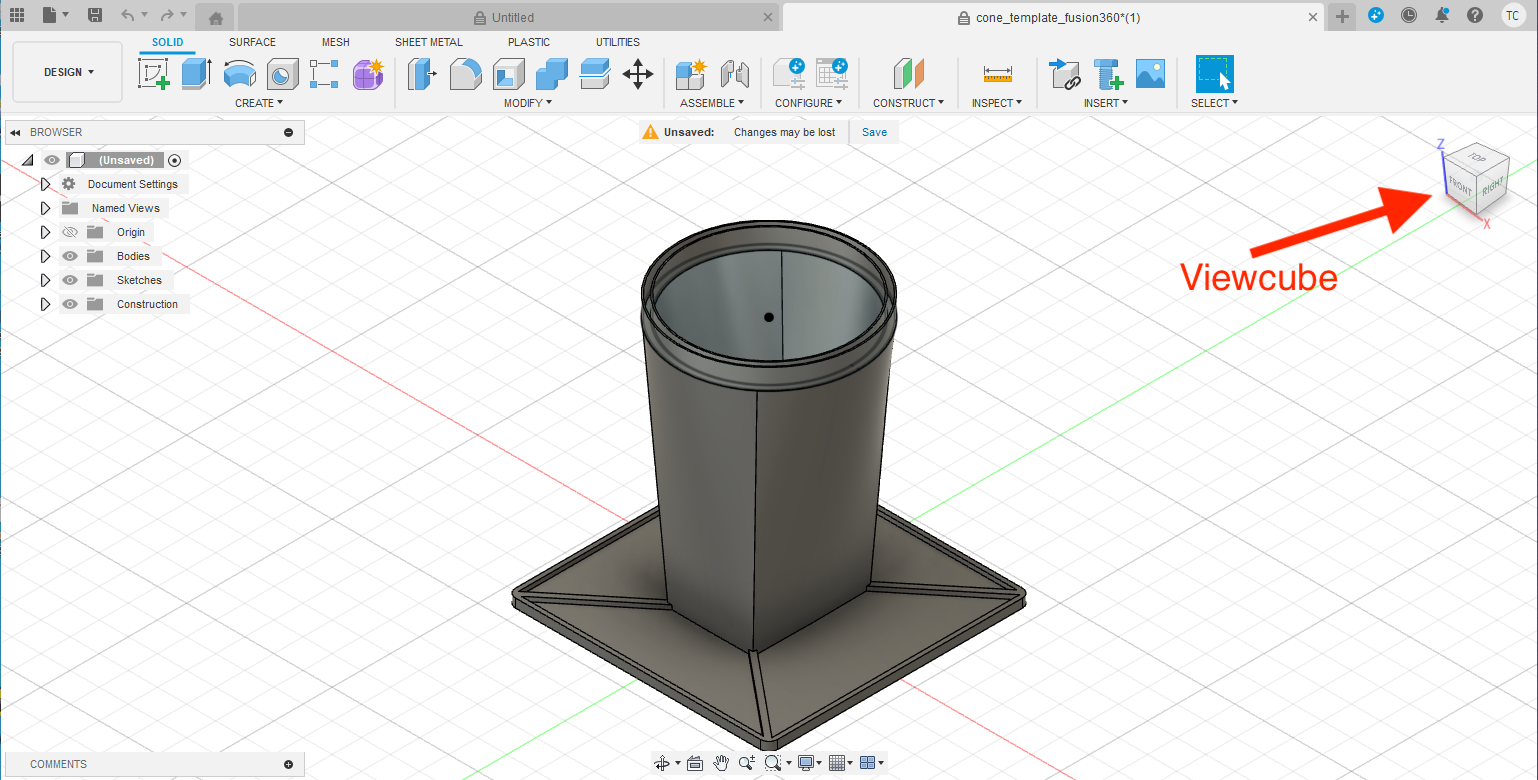 Untitled
cone_template_fusion360*(1)
TC
DESIGN
SOLID
SURFACE
MESH
SHEET METAL
PLASTIC
UTILITIES
CREATE
MODIFY
ASSEMBLE
CONFIGURE
CONSTRUCT
INSPECT
INSERT
SELECT
BROWSER
Unsaved: Changes may be lost Save
(Unsaved)
Document Settings
Named Views
Origin
Bodies
Sketches
Construction
Z
TOP
FRONT
RIGHT
X
Viewcube
COMMENTS